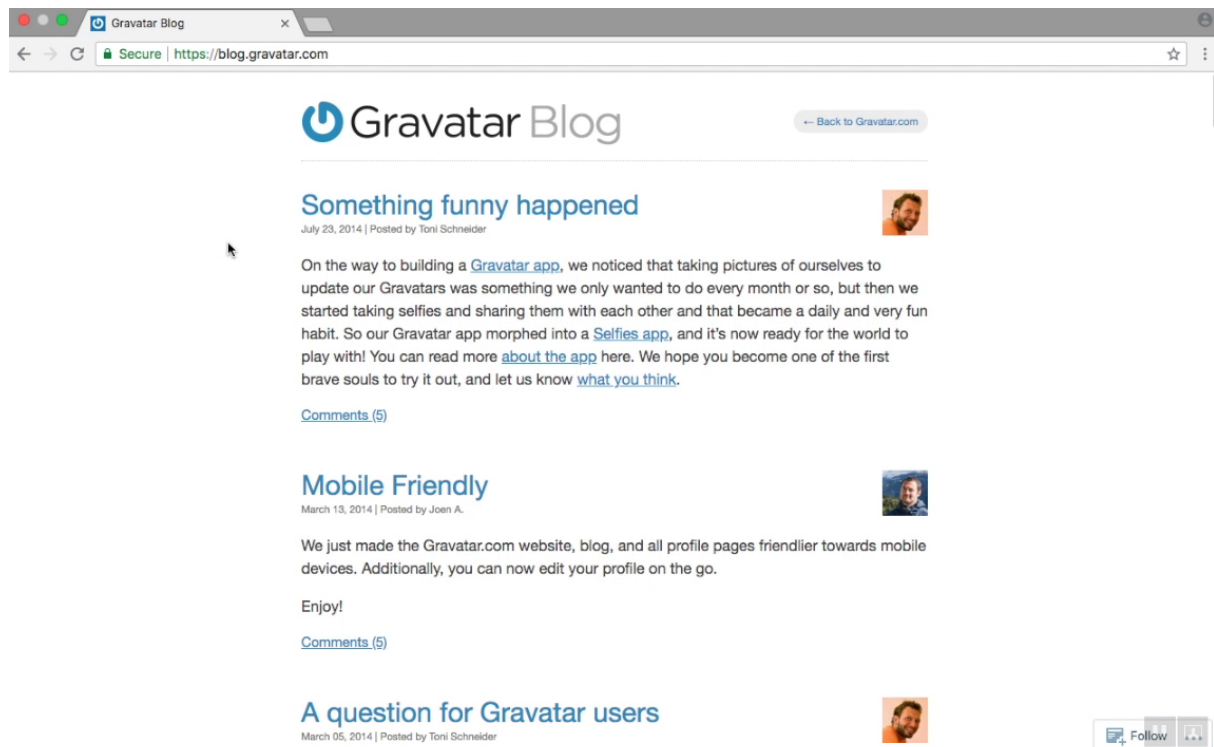 Gravatar Blog
Secure | https://blog.gravatar.com
Gravatar Blog
← Back to Gravatar.com
Something funny happened
July 23, 2014 | Posted by Toni Schneider
On the way to building a Gravatar app, we noticed that taking pictures of ourselves to
update our Gravatars was something we only wanted to do every month or so, but then we
started taking selfies and sharing them with each other and that became a daily and very fun
habit. So our Gravatar app morphed into a Selfies app, and it's now ready for the world to
play with! You can read more about the app here. We hope you become one of the first
brave souls to try it out, and let us know what you think.
Comments (5)
Mobile Friendly
March 13, 2014 | Posted by Joen A.
We just made the Gravatar.com website, blog, and all profile pages friendlier towards mobile
devices. Additionally, you can now edit your profile on the go.
Enjoy!
Comments (5)
A question for Gravatar users
March 05, 2014 | Posted by Toni Schneider
Follow